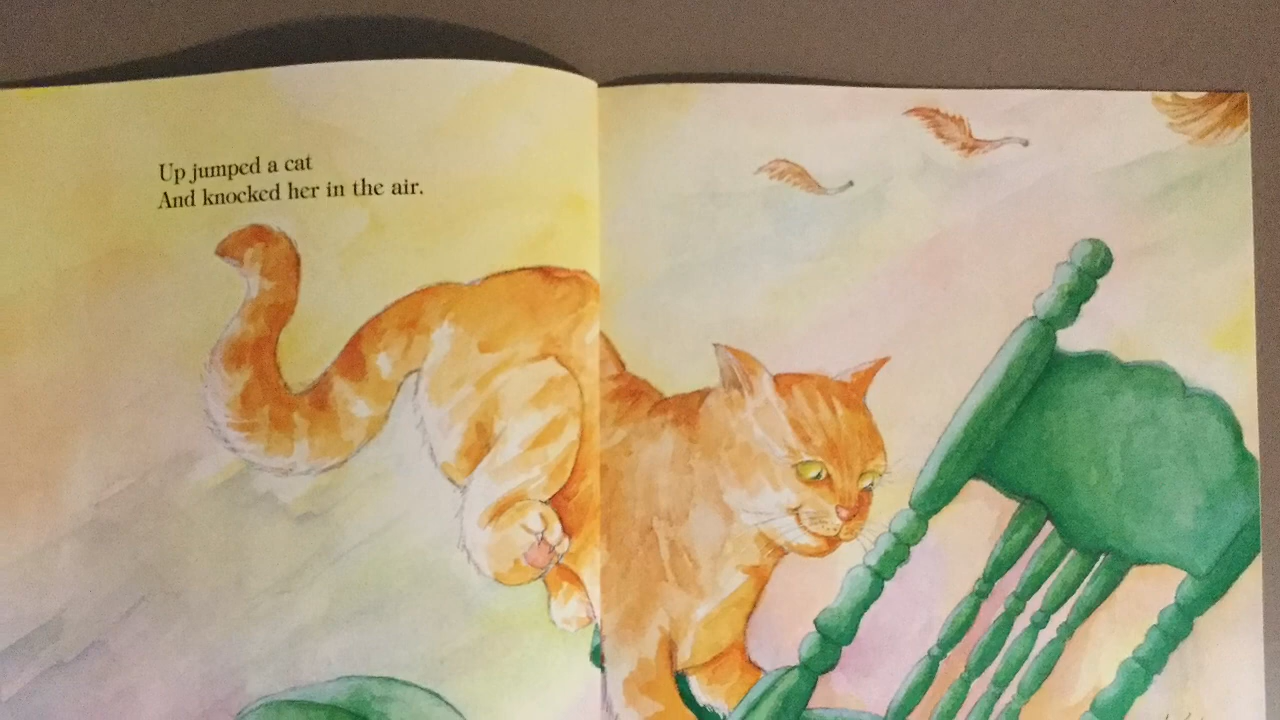 Up jumped a cat
And knocked her in the air.